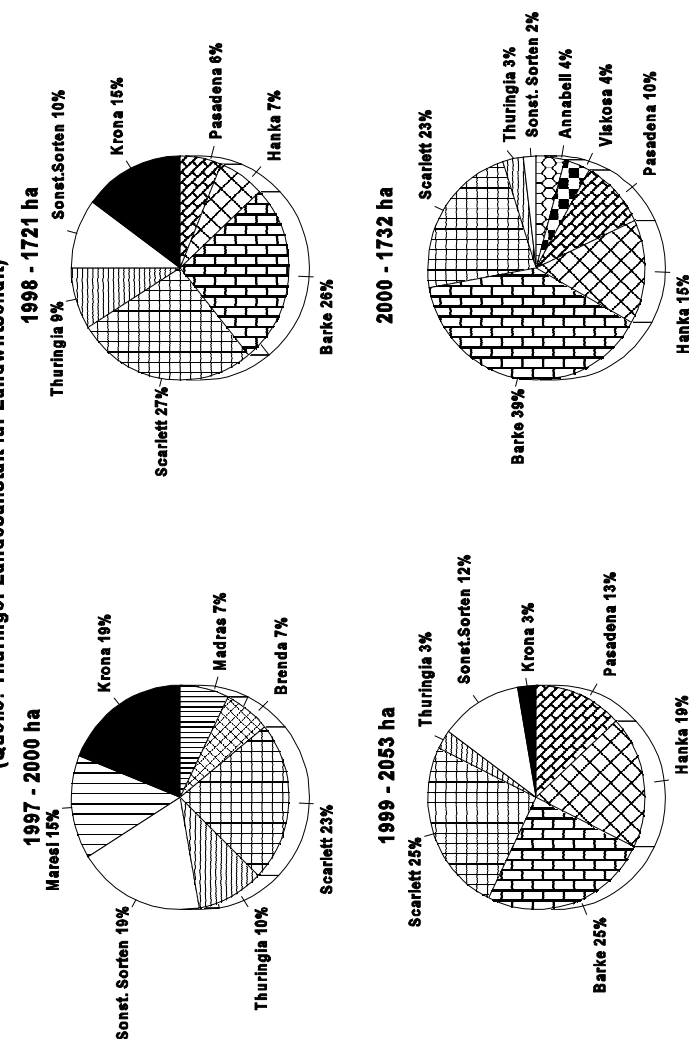 (Quelle: Thüringer Landesanstalt für Landwirtschaft)
1997 - 2000 ha
Krona 19%
Madras 7%
Brenda 7%
Scarlett 23%
Thuringia 10%
Sonst. Sorten 19%
Maresi 15%
1998 - 1721 ha
Krona 15%
Pasadena 6%
Hanka 7%
Barke 26%
Scarlett 27%
Thuringia 9%
Sonst.Sorten 10%
1999 - 2053 ha
Krona 3%
Pasadena 13%
Hanka 19%
Barke 25%
Scarlett 25%
Thuringia 3%
Sonst.Sorten 12%
2000 - 1732 ha
Scarlett 23%
Thuringia 3%
Sonst. Sorten 2%
Annabell 4%
Viskosa 4%
Pasadena 10%
Hanka 15%
Barke 39%